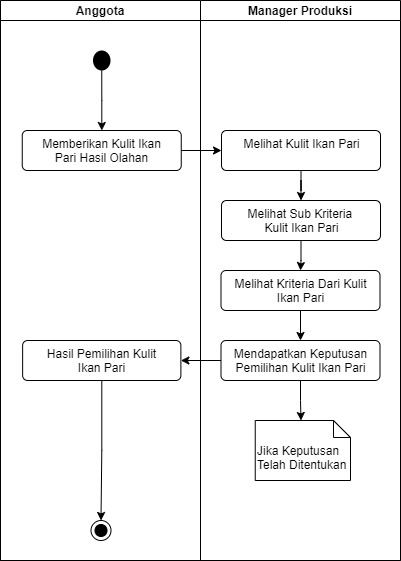 Anggota
Manager Produksi
Memberikan Kulit Ikan
Pari Hasil Olahan
Melihat Kulit Ikan Pari
Melihat Sub Kriteria
Kulit Ikan Pari
Melihat Kriteria Dari Kulit
Ikan Pari
Mendapatkan Keputusan
Pemilihan Kulit Ikan Pari
Hasil Pemilihan Kulit
Ikan Pari
Jika Keputusan
Telah Ditentukan